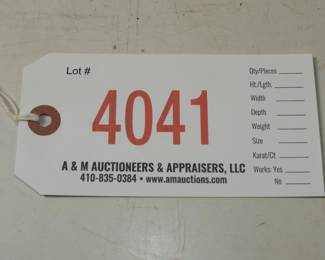 Lot #
4041
A & M AUCTIONEERS & APPRAISERS, LLC
410-835-0384 • www.amauctions.com
Qty/Pieces
Ht./Lgth.
Width
Depth
Weight
Size
Karat/Ct
Works: Yes
No